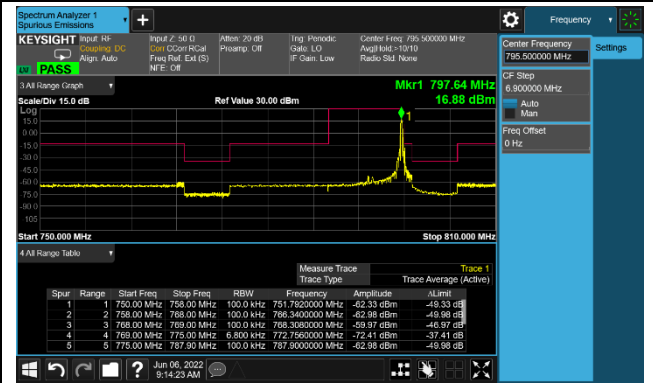 Spectrum Analyzer 1
Spurious Emissions
Frequency
KEYSIGHT Input: RF Input Z: 50 Ω Atten: 20 dB Trig: Periodic Center Freq: 795.500000 MHz
Coupling: DC Corr CCorr RCal Preamp: Off Gate: LO Avg|Hold:>10/10
Align: Auto Freq Ref: Ext (S) IF Gain: Low Radio Std: None
NFE: Off
LXI PASS
3 All Range Graph
Mkr1 797.64 MHz
Scale/Div 15.0 dB Ref Value 30.00 dBm 16.88 dBm
Log
15.0
0.00
-15.0
-30.0
-45.0
-60.0
-75.0
-90.0
-105
1
Start 750.000 MHz Stop 810.000 MHz
4 All Range Table
Measure Trace Trace 1
Trace Type Trace Average (Active)
Spur Range Start Freq Stop Freq RBW Frequency Amplitude ΔLimit
1 1 750.00 MHz 758.00 MHz 100.0 kHz 751.7920000 MHz -62.33 dBm -49.33 dB
2 2 758.00 MHz 768.00 MHz 100.0 kHz 766.3400000 MHz -62.98 dBm -49.98 dB
3 3 768.00 MHz 769.00 MHz 100.0 kHz 768.3080000 MHz -59.97 dBm -46.97 dB
4 4 769.00 MHz 775.00 MHz 6.800 kHz 772.7560000 MHz -72.41 dBm -37.41 dB
5 5 775.00 MHz 787.90 MHz 100.0 kHz 787.9000000 MHz -62.98 dBm -49.98 dB
Jun 06, 2022
9:14:23 AM
Center Frequency
795.500000 MHz
Settings
CF Step
6.900000 MHz
Auto
Man
Freq Offset
0 Hz